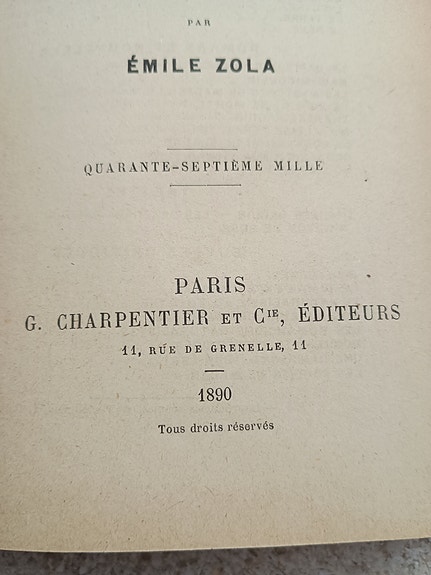 PAR
ÉMILE ZOLA
QUARANTE-SEPTIÈME MILLE
PARIS
G. CHARPENTIER ET CIE, ÉDITEURS
11, RUE DE GRENELLE, 11
1890
Tous droits réservés